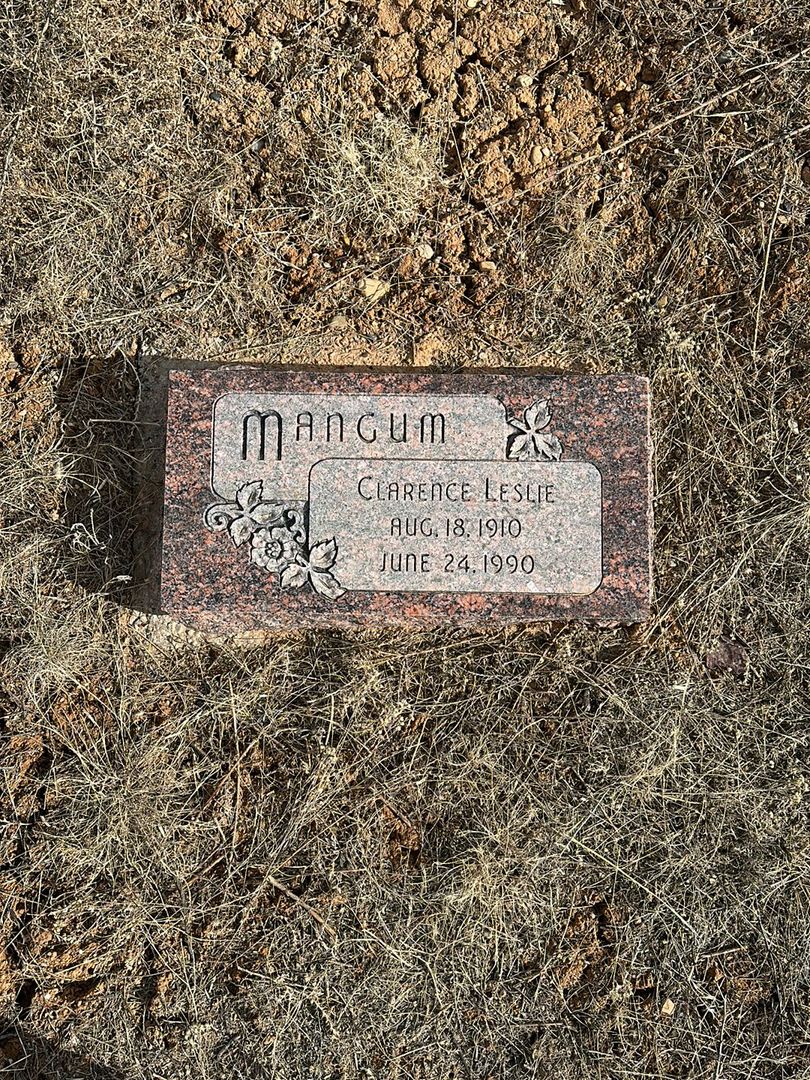 MANGUM
CLARENCE LESLIE
AUG. 18, 1910
JUNE 24, 1990